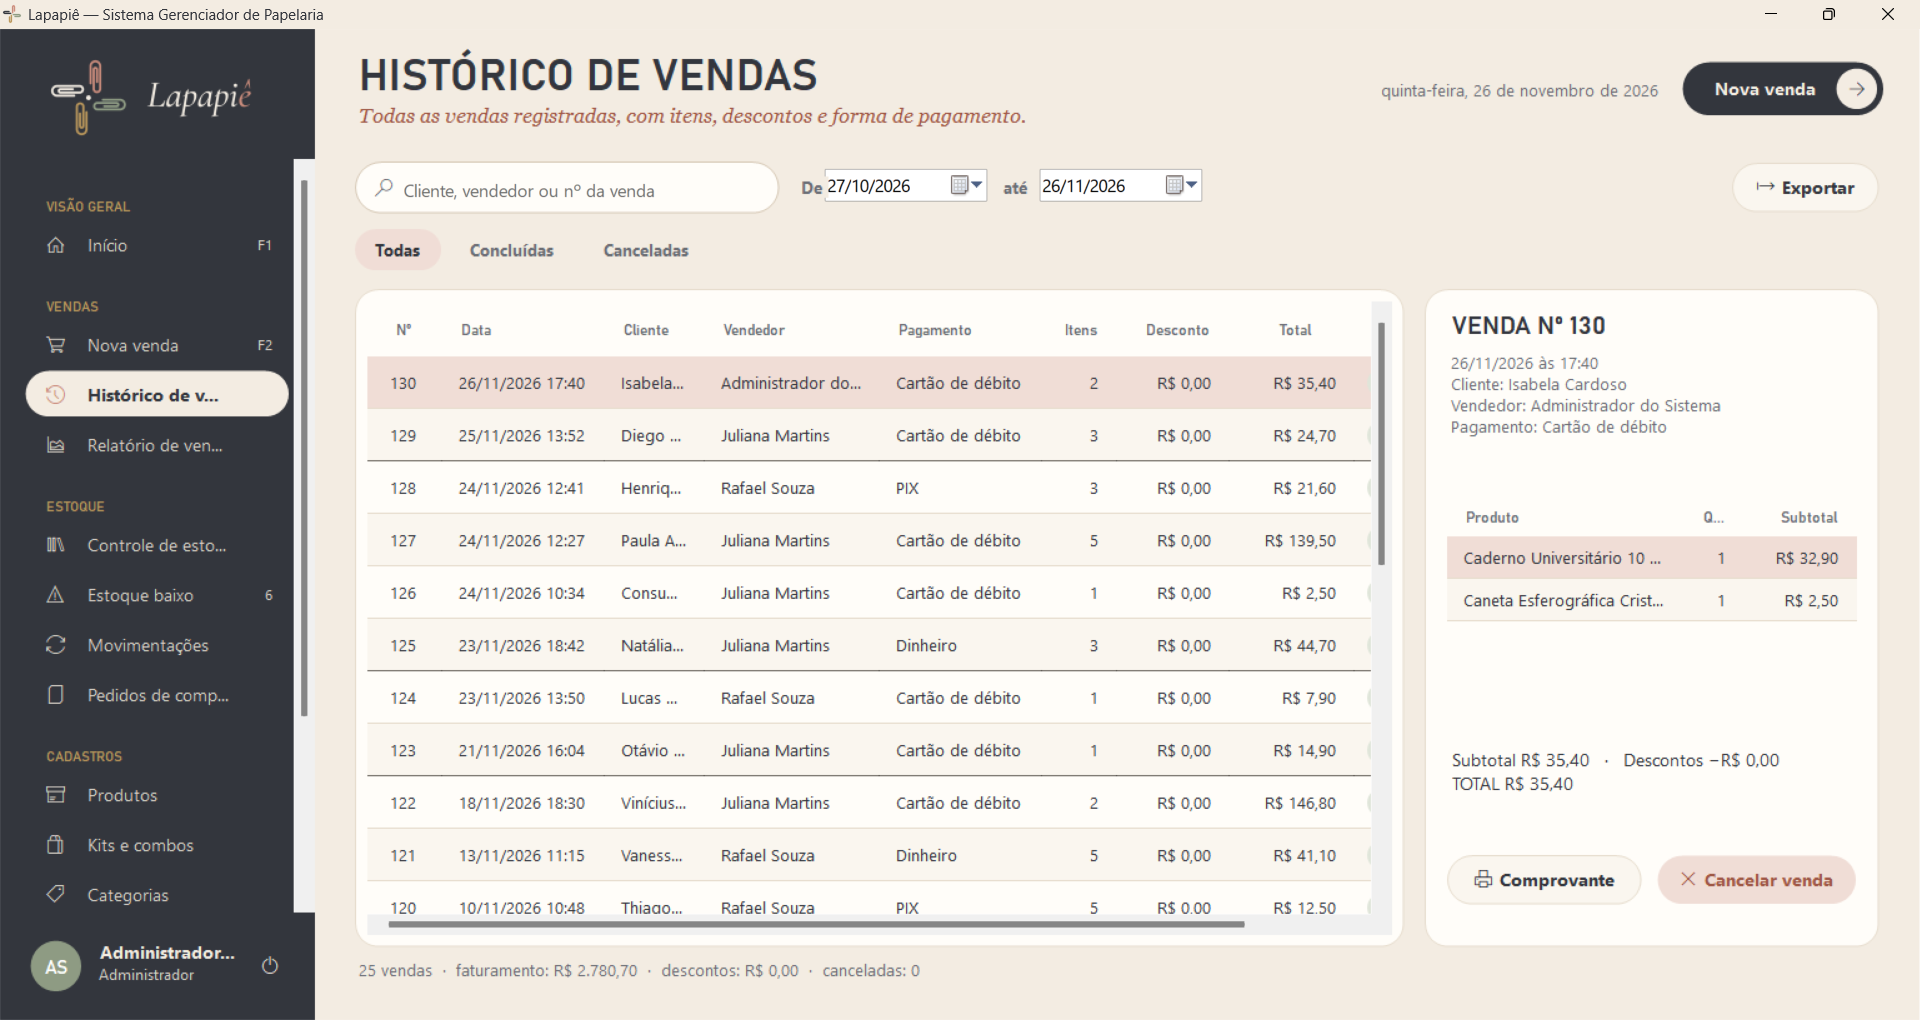 Lapapiê — Sistema Gerenciador de Papelaria
Lapapiê
VISÃO GERAL
Início F1
VENDAS
Nova venda F2
Histórico de v...
Relatório de ven...
ESTOQUE
Controle de esto...
Estoque baixo 6
Movimentações
Pedidos de comp...
CADASTROS
Produtos
Kits e combos
Categorias
AS Administrador...
Administrador
HISTÓRICO DE VENDAS
Todas as vendas registradas, com itens, descontos e forma de pagamento.
quinta-feira, 26 de novembro de 2026
Nova venda
Cliente, vendedor ou nº da venda
De 27/10/2026 até 26/11/2026
Exportar
Todas Concluídas Canceladas
Nº Data Cliente Vendedor Pagamento Itens Desconto Total
130 26/11/2026 17:40 Isabela... Administrador do... Cartão de débito 2 R$ 0,00 R$ 35,40
129 25/11/2026 13:52 Diego ... Juliana Martins Cartão de débito 3 R$ 0,00 R$ 24,70
128 24/11/2026 12:41 Henriq... Rafael Souza PIX 3 R$ 0,00 R$ 21,60
127 24/11/2026 12:27 Paula A... Juliana Martins Cartão de débito 5 R$ 0,00 R$ 139,50
126 24/11/2026 10:34 Consu... Juliana Martins Juliana Martins Cartão de débito 1 R$ 0,00 R$ 2,50
125 23/11/2026 18:42 Natália... Juliana Martins Dinheiro 3 R$ 0,00 R$ 44,70
124 23/11/2026 13:50 Lucas ... Rafael Souza Cartão de débito 1 R$ 0,00 R$ 7,90
123 21/11/2026 16:04 Otávio ... Juliana Martins Cartão de débito 1 R$ 0,00 R$ 14,90
122 18/11/2026 18:30 Vinícius... Juliana Martins Cartão de débito 2 R$ 0,00 R$ 146,80
121 13/11/2026 11:15 Vaness... Rafael Souza Dinheiro 5 R$ 0,00 R$ 41,10
120 10/11/2026 10:48 Thiago... Rafael Souza PIX 5 R$ 0,00 R$ 12,50
25 vendas · faturamento: R$ 2.780,70 · descontos: R$ 0,00 · canceladas: 0
VENDA Nº 130
26/11/2026 às 17:40
Cliente: Isabela Cardoso
Vendedor: Administrador do Sistema
Pagamento: Cartão de débito
Produto Q... Subtotal
Caderno Universitário 10 ... 1 R$ 32,90
Caneta Esferográfica Crist... 1 R$ 2,50
Subtotal R$ 35,40 · Descontos −R$ 0,00
TOTAL R$ 35,40
Comprovante
Cancelar venda